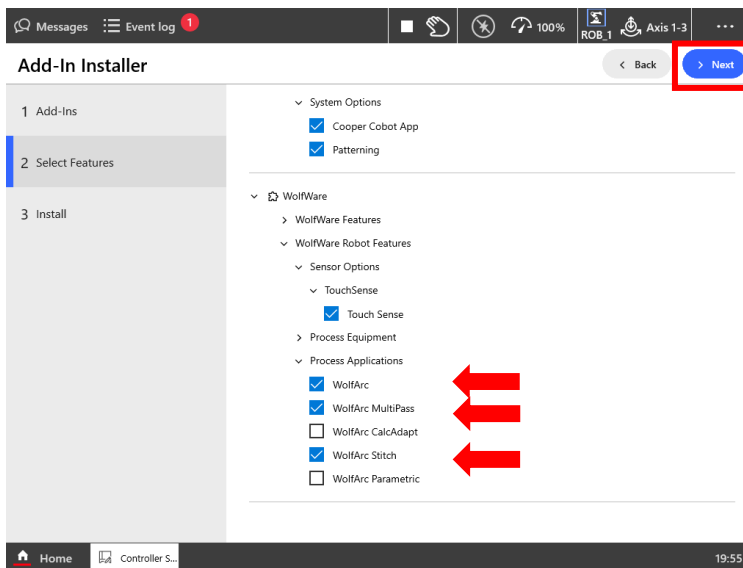 Messages Event log 1 100% ROB_1 Axis 1-3 ...
Add-In Installer < Back > Next
1 Add-Ins
2 Select Features
3 Install
System Options
Cooper Cobot App
Patterning
WolfWare
WolfWare Features
WolfWare Robot Features
Sensor Options
TouchSense
Touch Sense
Process Equipment
Process Applications
WolfArc
WolfArc MultiPass
WolfArc CalcAdapt
WolfArc Stitch
WolfArc Parametric
Home Controller S... 19:55